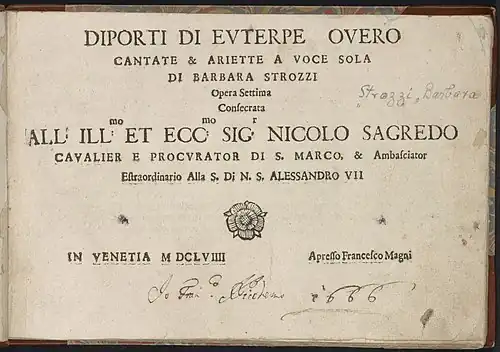 DIPORTI DI EVTERPE OVERO
CANTATE & ARIETTE A VOCE SOLA
DI BARBARA STROZZI
Opera Settima
Strozzi, Barbara
Consecrata
ALL' ILL:mo ET ECC:mo SIG:r NICOLO SAGREDO
CAVALIER E PROCVRATOR DI S. MARCO, & Ambasciator
Estraordinario Alla S. Di N. S. ALESSANDRO VII
IN VENETIA M DCLVIIII
Apresso Francesco Magni
1666